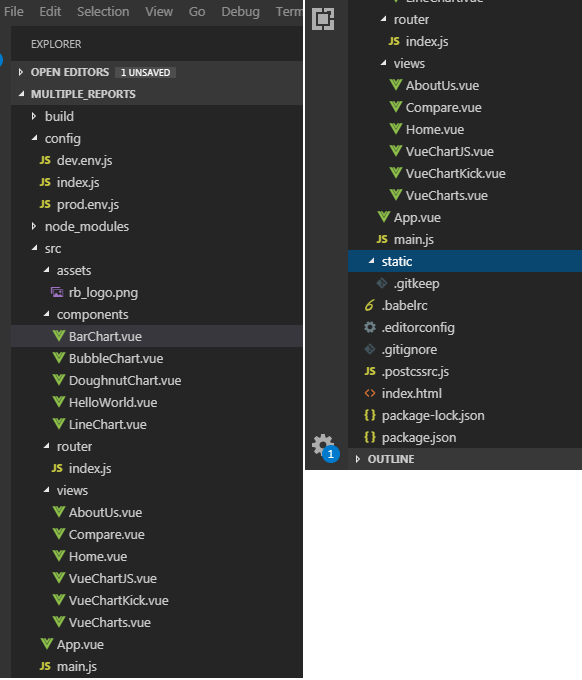 File Edit Selection View Go Debug Term
EXPLORER
OPEN EDITORS 1 UNSAVED
MULTIPLE_REPORTS
build
config
JS dev.env.js
JS index.js
JS prod.env.js
node_modules
src
assets
rb_logo.png
components
BarChart.vue
BubbleChart.vue
DoughnutChart.vue
HelloWorld.vue
LineChart.vue
router
JS index.js
views
AboutUs.vue
Compare.vue
Home.vue
VueChartJS.vue
VueChartKick.vue
VueCharts.vue
App.vue
JS main.js
LineChart.vue
router
JS index.js
views
AboutUs.vue
Compare.vue
Home.vue
VueChartJS.vue
VueChartKick.vue
VueCharts.vue
App.vue
JS main.js
static
.gitkeep
.babelrc
.editorconfig
.gitignore
JS .postcssrc.js
<> index.html
{} package-lock.json
{} package.json
1
OUTLINE